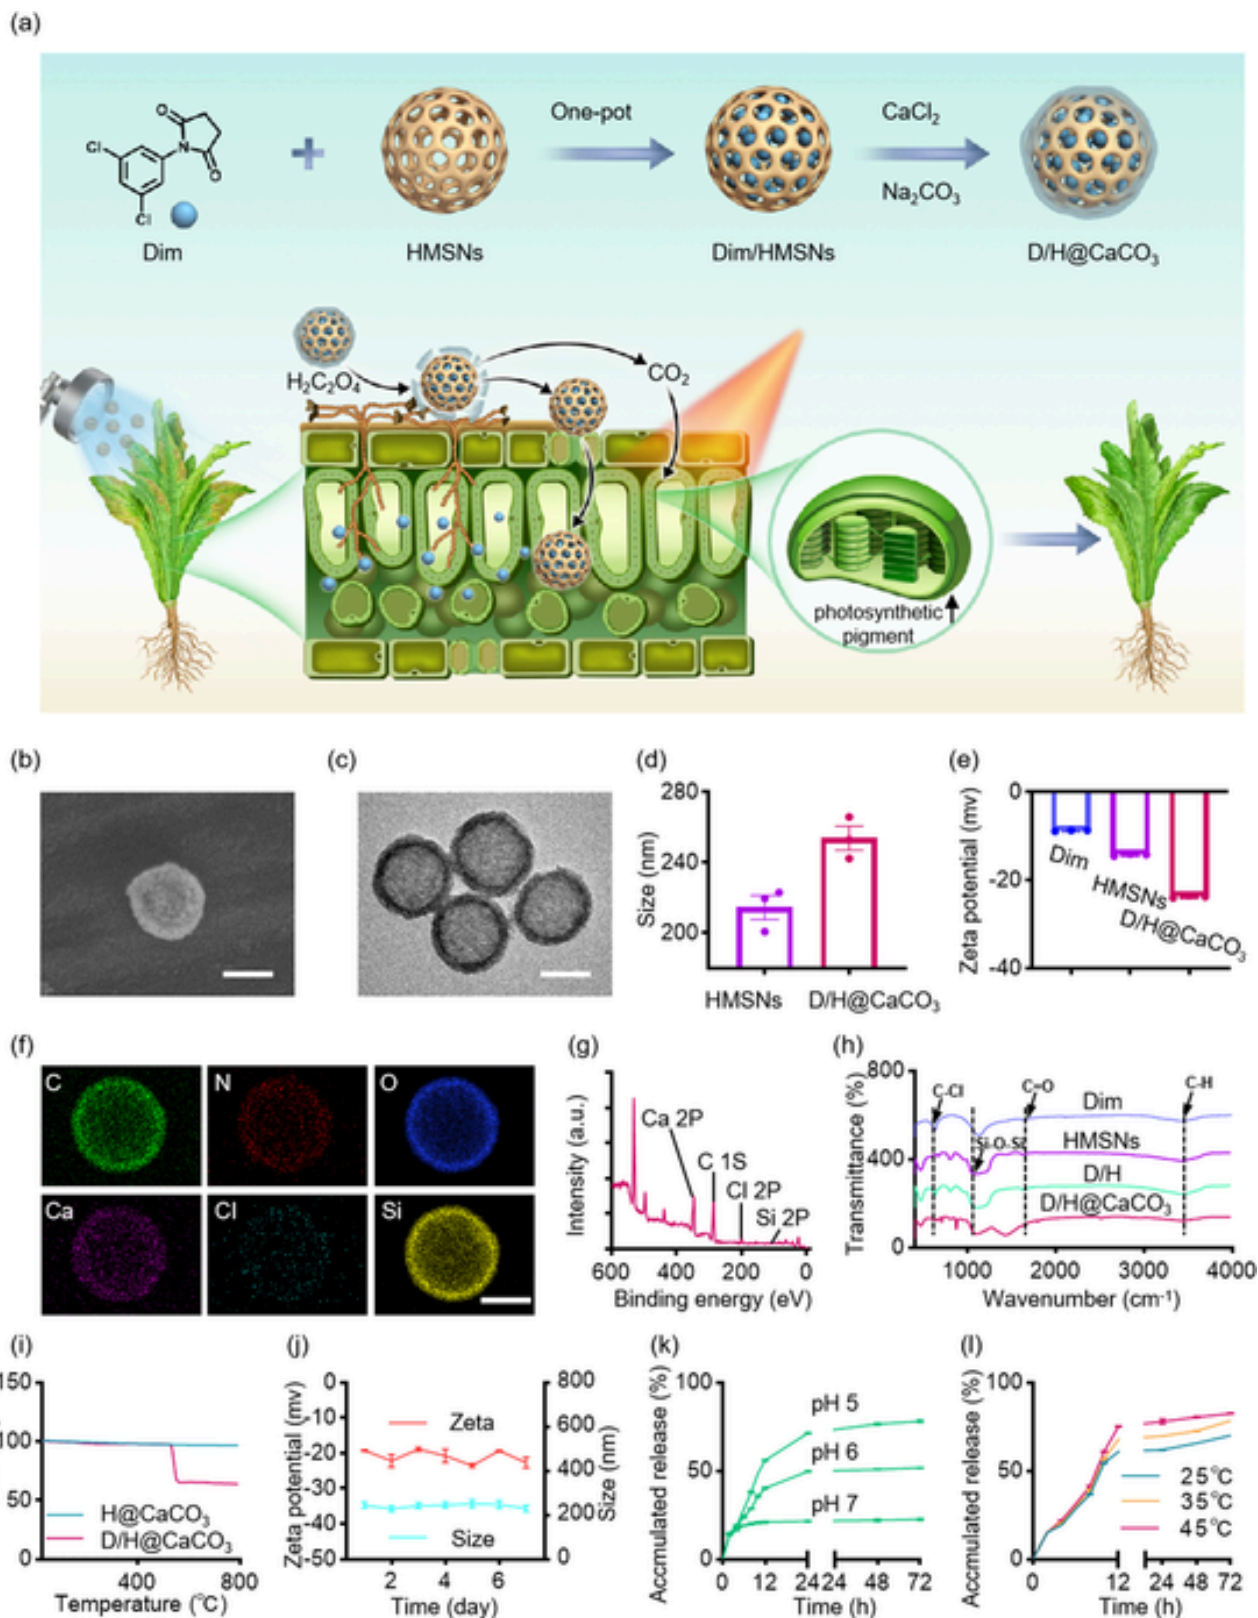 (a)
Cl
O
N
O
Cl
Dim
+
HMSNs
One-pot
Dim/HMSNs
CaCl₂
Na₂CO₃
D/H@CaCO₃
H₂C₂O₄
CO₂
photosynthetic
pigment
(b)
(c)
(d)
Size (nm)
280
240
200
HMSNs
D/H@CaCO₃
(e)
Zeta potential (mv)
0
-20
-40
Dim
HMSNs
D/H@CaCO₃
(f)
C
N
O
Ca
Cl
Si
(g)
Intensity (a.u.)
Ca 2P
C 1S
Cl 2P
Si 2P
600
400
200
0
Binding energy (eV)
(h)
Transmittance (%)
800
400
0
C-Cl
Si-O-Si
C=O
C-H
Dim
HMSNs
D/H
D/H@CaCO₃
1000
2000
3000
4000
Wavenumber (cm⁻¹)
(i)
150
100
50
0
H@CaCO₃
D/H@CaCO₃
400
800
Temperature (°C)
(j)
Zeta potential (mv)
0
-10
-20
-30
-40
-50
Zeta
Size
800
600
400
200
0
Size (nm)
2
4
6
Time (day)
(k)
Accmulated release (%)
100
50
0
pH 5
pH 6
pH 7
0
12
24
24
48
72
Time (h)
(l)
Accmulated release (%)
100
50
0
25°C
35°C
45°C
0
12
24
48
72
Time (h)